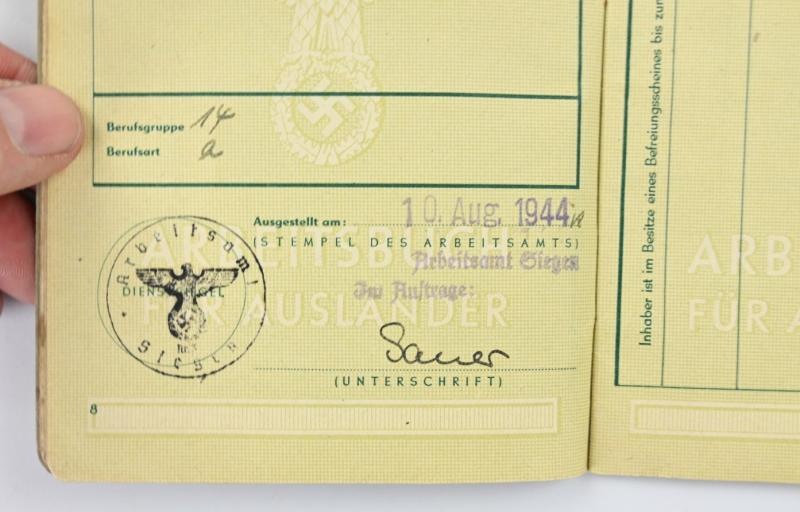 Berufsgruppe 14
Berufsart a
Ausgestellt am: 10. Aug. 1944
(STEMPEL DES ARBEITSAMTS)
Arbeitsamt Siegen
Im Auftrage:
ARBEITSBUCH
FÜR AUSLÄNDER
Arbeitsamt
DIENSTSIEGEL
Siegen
Sauer
(UNTERSCHRIFT)
8
Inhaber ist im Besitze eines Befreiungsscheines bis zum
ARB
FÜR A